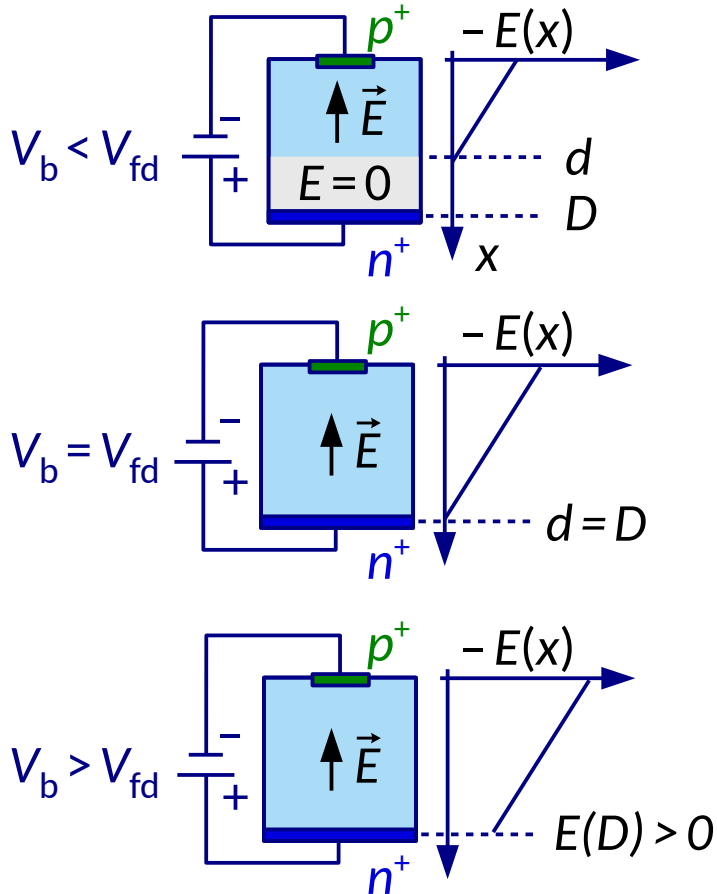 p⁺
− E(x)
−
E⃗
V_b < V_fd
d
+
E = 0
D
n⁺
x
p⁺
− E(x)
−
E⃗
V_b = V_fd
+
d = D
n⁺
p⁺
− E(x)
−
E⃗
V_b > V_fd
+
E(D) > 0
n⁺